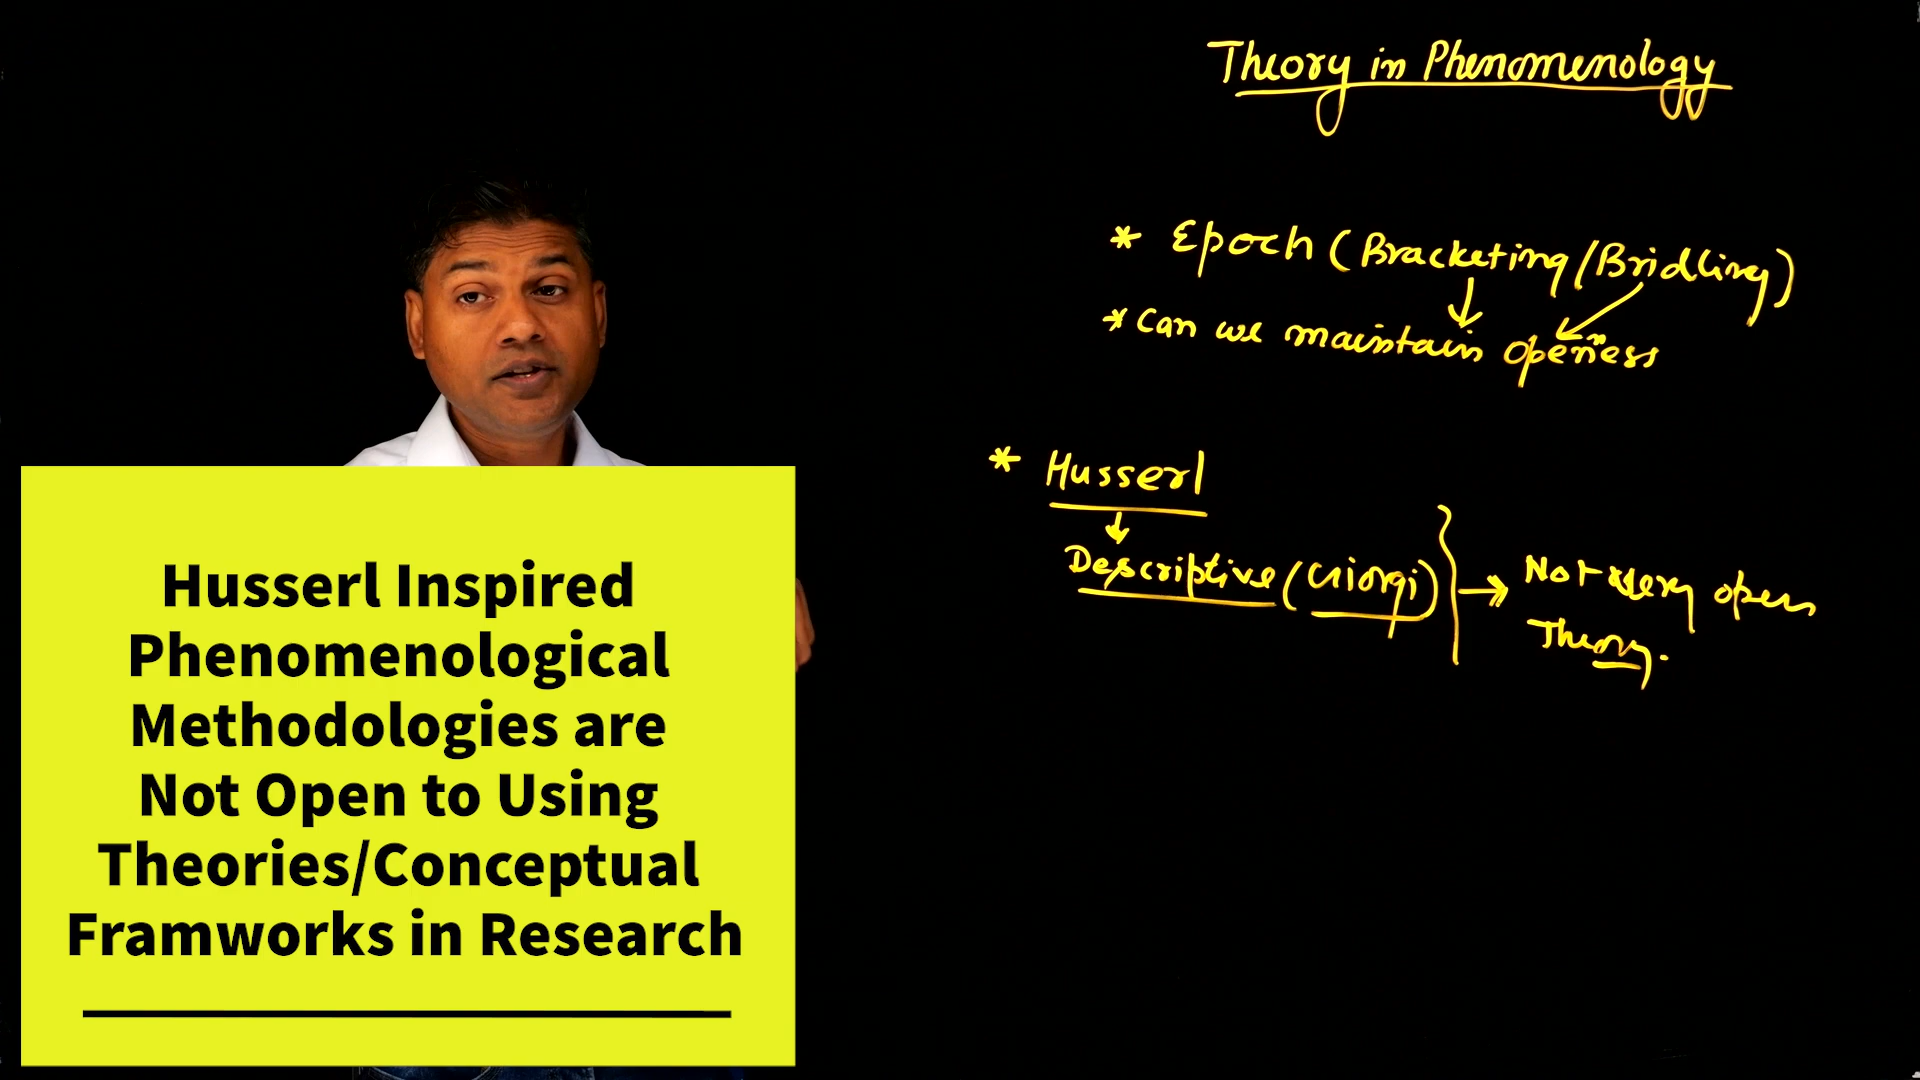 Theory in Phenomenology
* Epoch (Bracketing/Bridling)
* Can we maintain openness
* Husserl
Descriptive (Giorgi)
Not very open
Theory.
Husserl Inspired
Phenomenological
Methodologies are
Not Open to Using
Theories/Conceptual
Framworks in Research